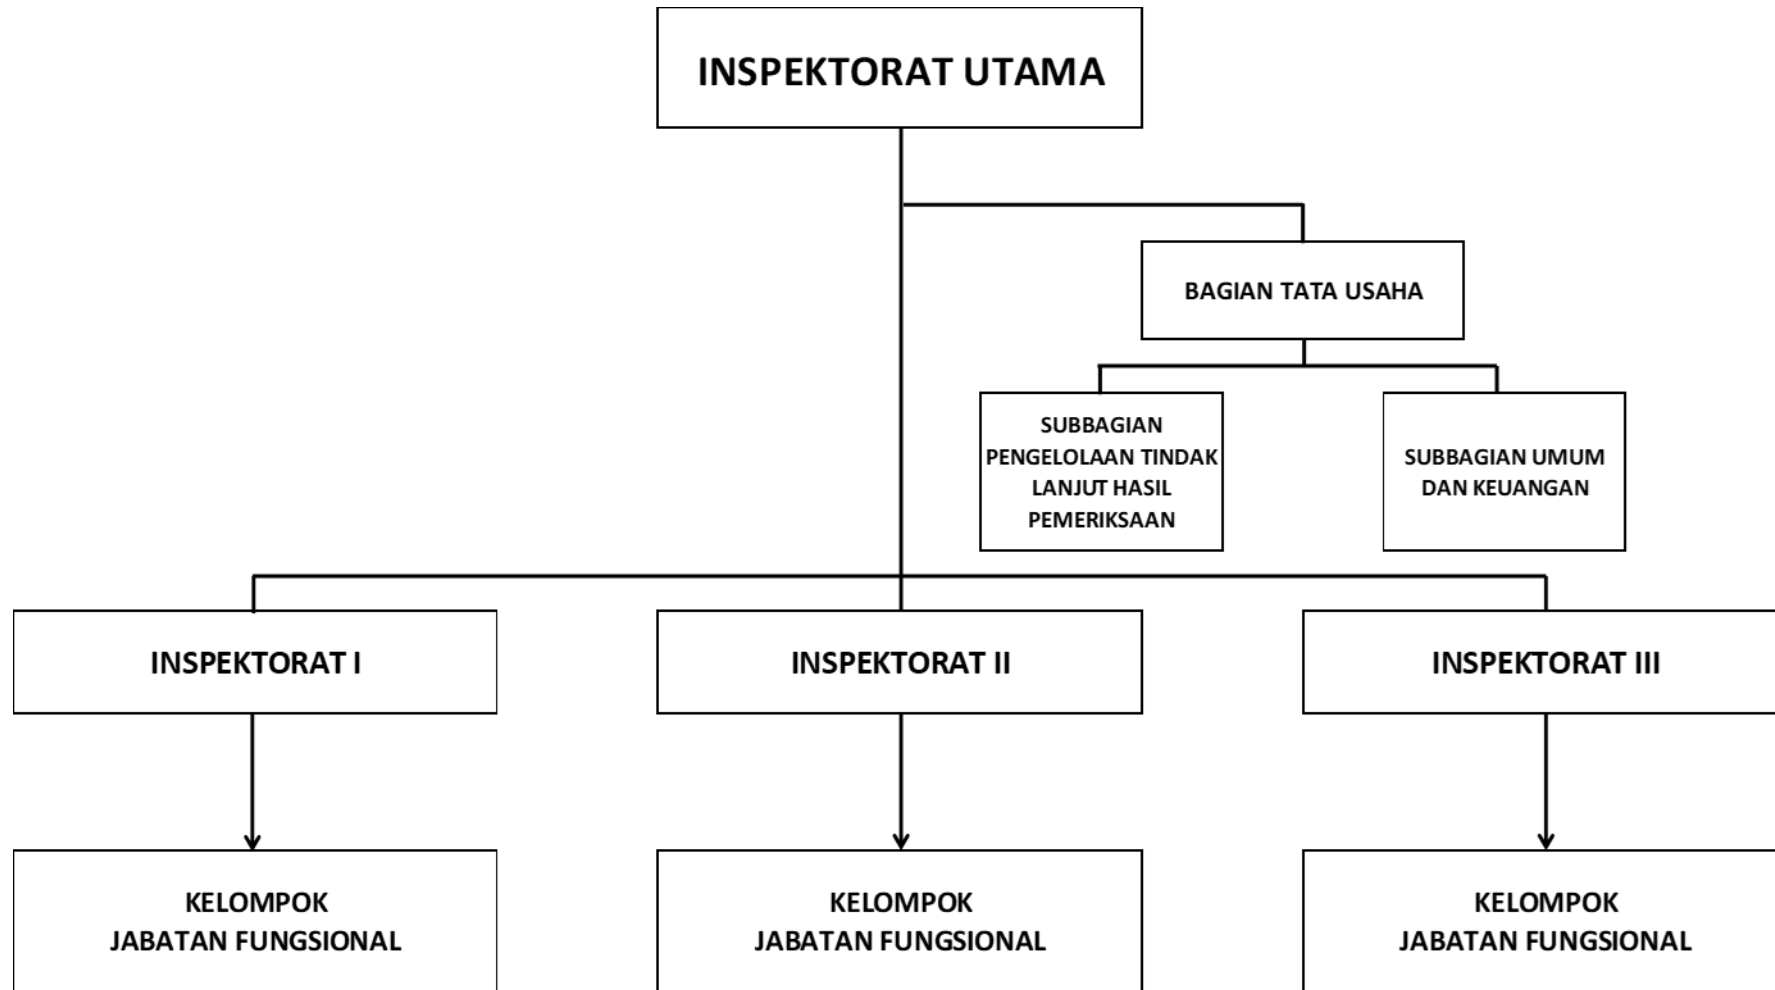 INSPEKTORAT UTAMA
BAGIAN TATA USAHA
SUBBAGIAN
PENGELOLAAN TINDAK
LANJUT HASIL
PEMERIKSAAN
SUBBAGIAN UMUM
DAN KEUANGAN
INSPEKTORAT I
INSPEKTORAT II
INSPEKTORAT III
KELOMPOK
JABATAN FUNGSIONAL
KELOMPOK
JABATAN FUNGSIONAL
KELOMPOK
JABATAN FUNGSIONAL